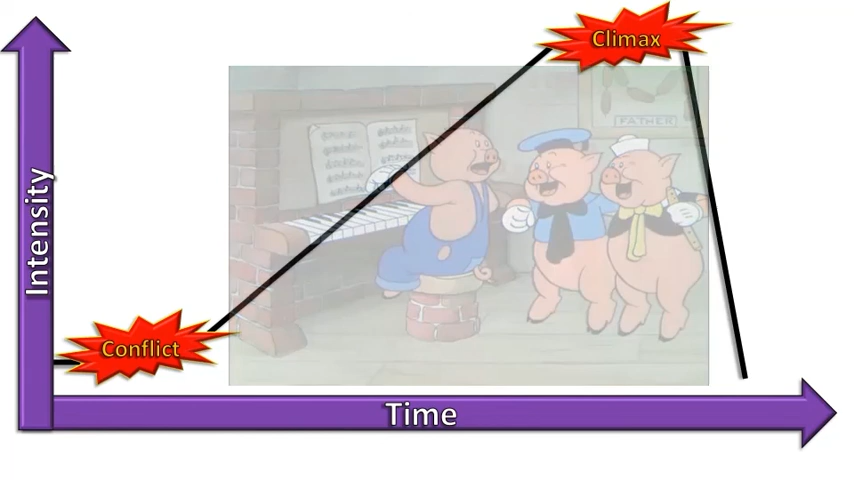 Climax
FATHER
Intensity
Conflict
Time